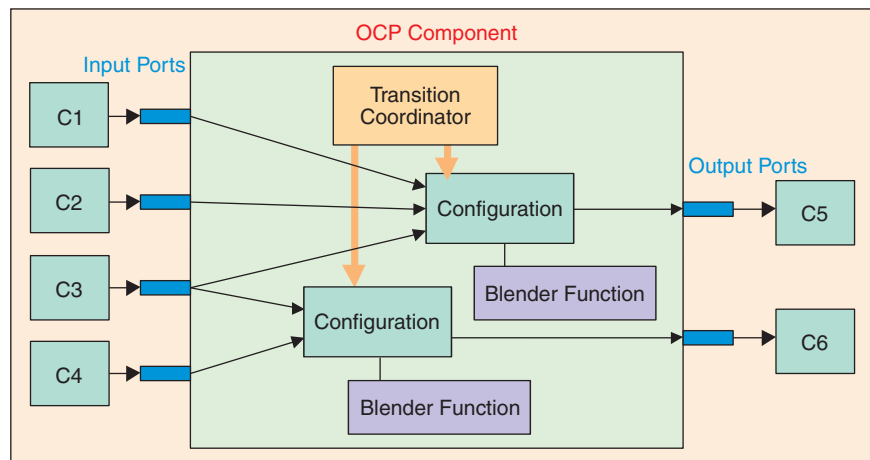 OCP Component
Input Ports
Transition
Coordinator
C1
C2
C3
C4
Configuration
Blender Function
Configuration
Blender Function
Output Ports
C5
C6